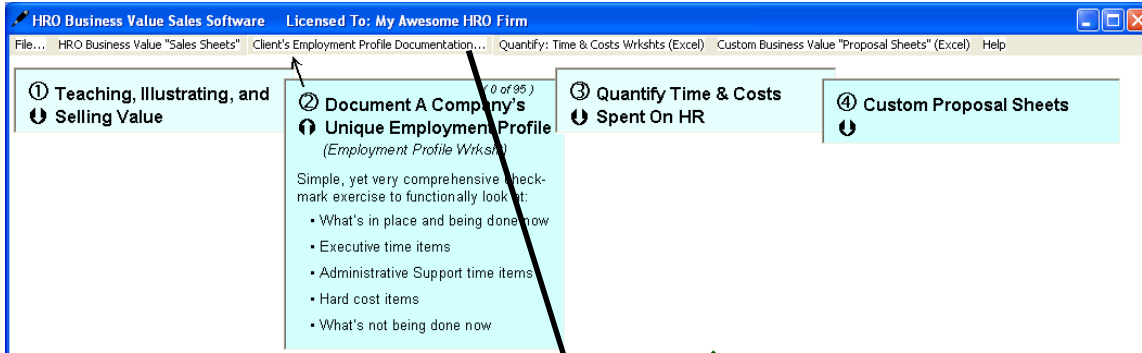 HRO Business Value Sales Software Licensed To: My Awesome HRO Firm
File... HRO Business Value "Sales Sheets" Client's Employment Profile Documentation... Quantify: Time & Costs Wrkshts (Excel) Custom Business Value "Proposal Sheets" (Excel) Help
① Teaching, Illustrating, and
Selling Value
( 0 of 95 )
② Document A Company's
Unique Employment Profile
(Employment Profile Wrksht)
Simple, yet very comprehensive check-
mark exercise to functionally look at:
▪ What's in place and being done now
▪ Executive time items
▪ Administrative Support time items
▪ Hard cost items
▪ What's not being done now
③ Quantify Time & Costs
Spent On HR
④ Custom Proposal Sheets